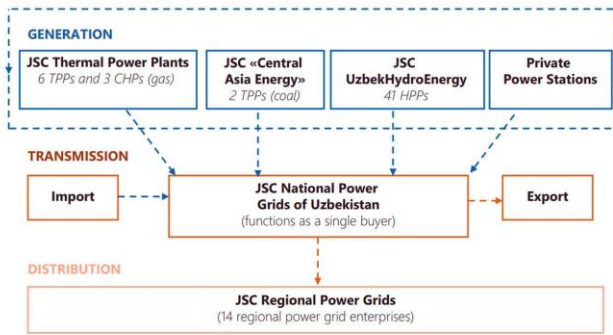 GENERATION
JSC Thermal Power Plants
6 TPPs and 3 CHPs (gas)
JSC «Central
Asia Energy»
2 TPPs (coal)
JSC
UzbekHydroEnergy
41 HPPs
Private
Power Stations
TRANSMISSION
Import
JSC National Power
Grids of Uzbekistan
(functions as a single buyer)
Export
DISTRIBUTION
JSC Regional Power Grids
(14 regional power grid enterprises)